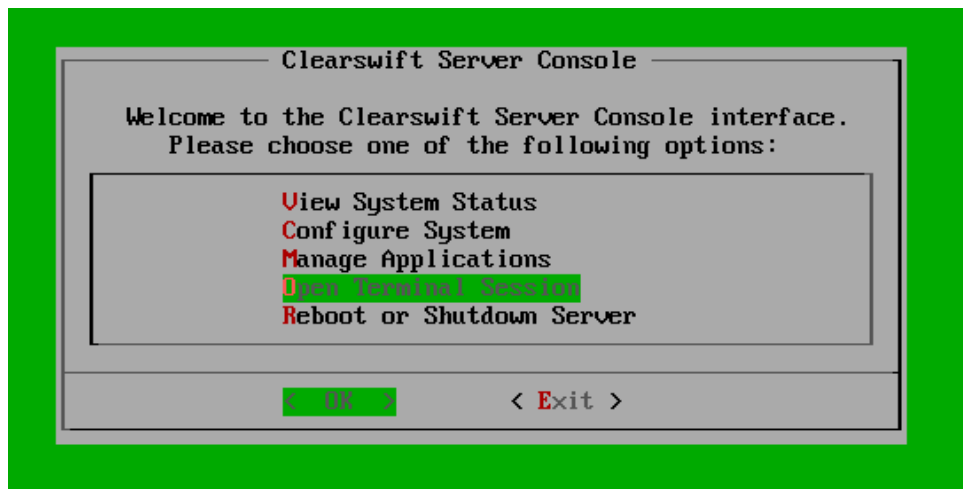 Clearswift Server Console
Welcome to the Clearswift Server Console interface.
Please choose one of the following options:
View System Status
Configure System
Manage Applications
Open Terminal Session
Reboot or Shutdown Server
< OK > < Exit >